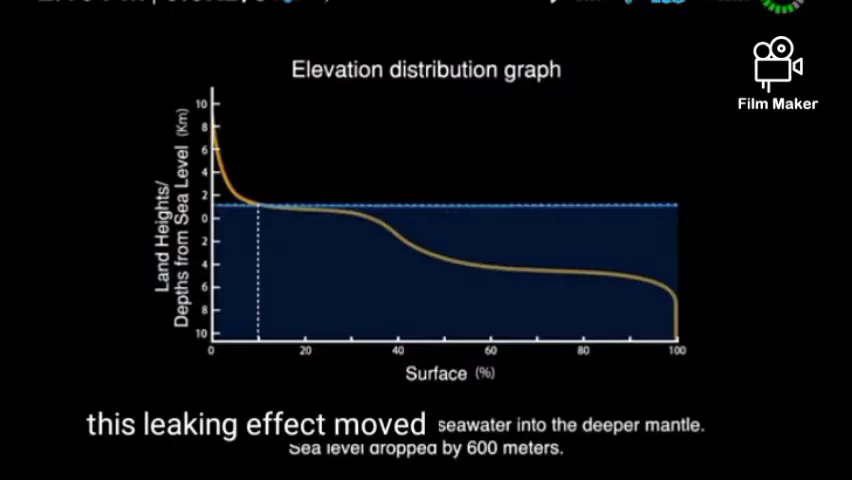 Elevation distribution graph
Film Maker
Land Heights/
Depths from Sea Level (Km)
10
8
6
4
2
0
2
4
6
8
10
0 20 40 60 80 100
Surface (%)
this leaking effect moved seawater into the deeper mantle.
Sea level dropped by 600 meters.